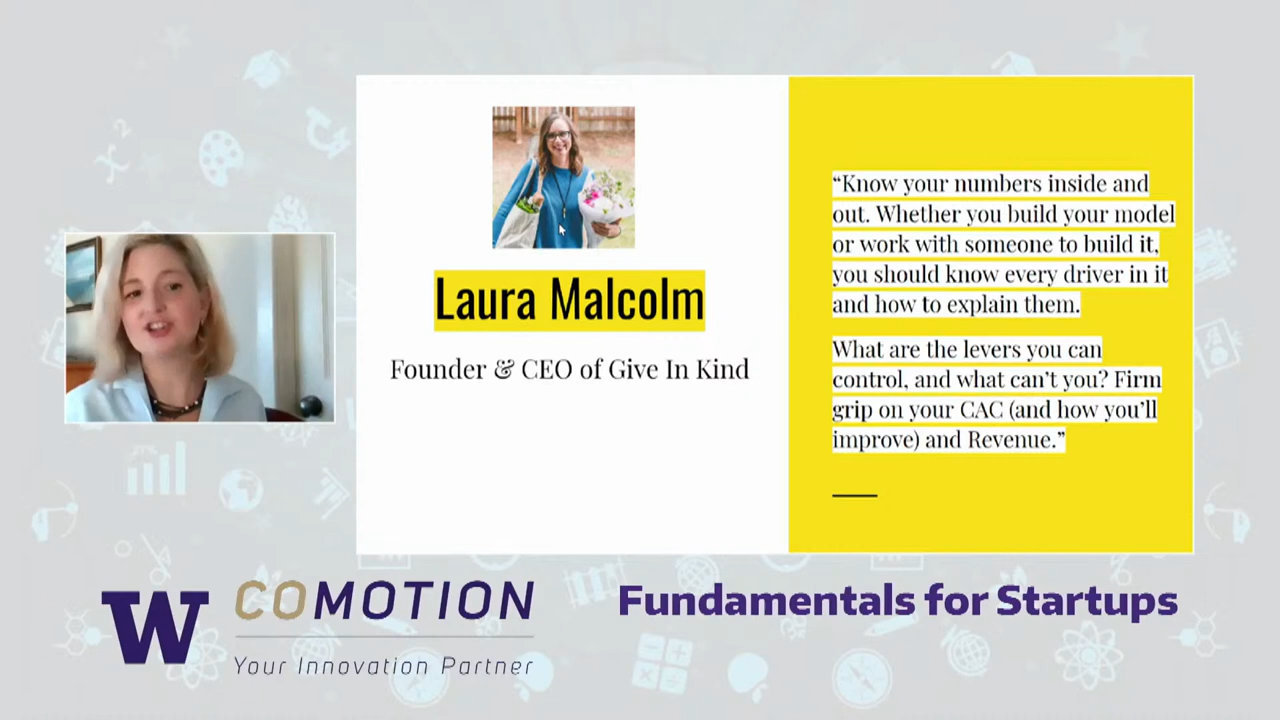 Laura Malcolm
Founder & CEO of Give In Kind
“Know your numbers inside and
out. Whether you build your model
or work with someone to build it,
you should know every driver in it
and how to explain them.
What are the levers you can
control, and what can’t you? Firm
grip on your CAC (and how you’ll
improve) and Revenue.”
W
COMOTION
Your Innovation Partner
Fundamentals for Startups